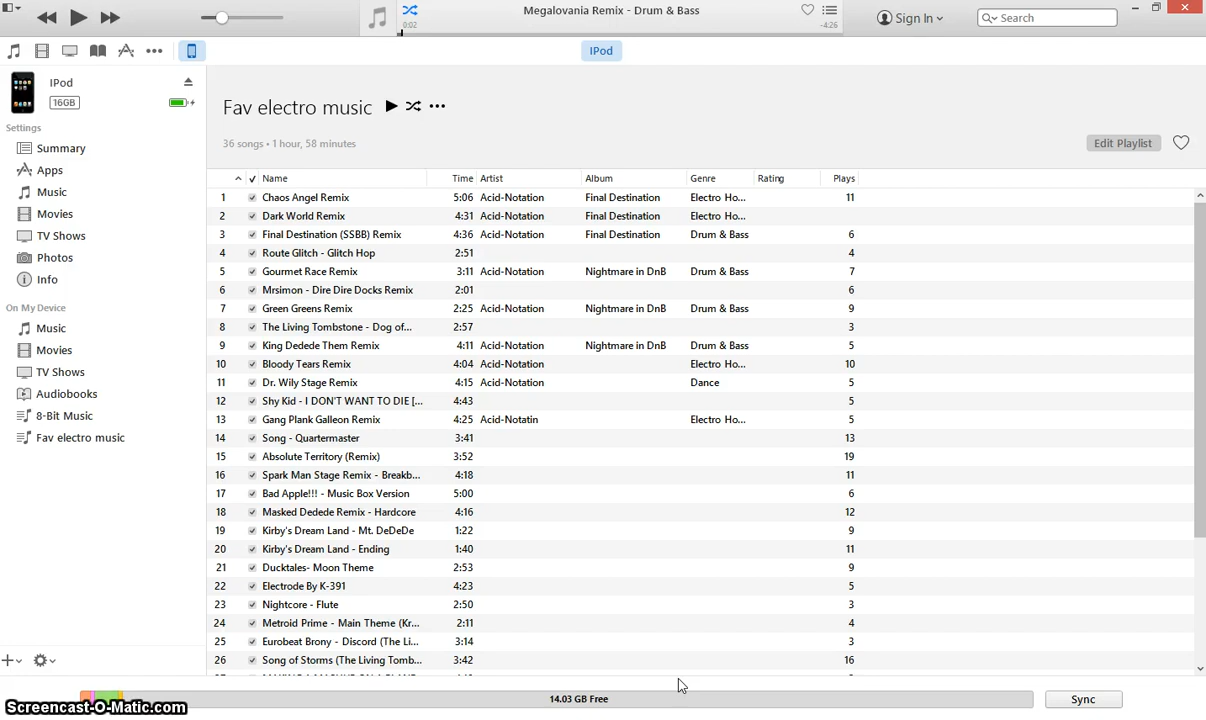 Megalovania Remix - Drum & Bass
0:02
-4:26
Sign In
Search
IPod
IPod
16GB
Settings
Summary
Apps
Music
Movies
TV Shows
Photos
Info
On My Device
Music
Movies
TV Shows
Audiobooks
8-Bit Music
Fav electro music
Fav electro music
36 songs • 1 hour, 58 minutes
Edit Playlist
Name Time Artist Album Genre Rating Plays
1 Chaos Angel Remix 5:06 Acid-Notation Final Destination Electro Ho... 11
2 Dark World Remix 4:31 Acid-Notation Final Destination Electro Ho...
3 Final Destination (SSBB) Remix 4:36 Acid-Notation Final Destination Drum & Bass 6
4 Route Glitch - Glitch Hop 2:51 4
5 Gourmet Race Remix 3:11 Acid-Notation Nightmare in DnB Drum & Bass 7
6 Mrsimon - Dire Dire Docks Remix 2:01 6
7 Green Greens Remix 2:25 Acid-Notation Nightmare in DnB Drum & Bass 9
8 The Living Tombstone - Dog of... 2:57 3
9 King Dedede Them Remix 4:11 Acid-Notation Nightmare in DnB Drum & Bass 5
10 Bloody Tears Remix 4:04 Acid-Notation Electro Ho... 10
11 Dr. Wily Stage Remix 4:15 Acid-Notation Dance 5
12 Shy Kid - I DON'T WANT TO DIE [... 4:43 5
13 Gang Plank Galleon Remix 4:25 Acid-Notatin Electro Ho... 5
14 Song - Quartermaster 3:41 13
15 Absolute Territory (Remix) 3:52 19
16 Spark Man Stage Remix - Breakb... 4:18 11
17 Bad Apple!!! - Music Box Version 5:00 6
18 Masked Dedede Remix - Hardcore 4:16 12
19 Kirby's Dream Land - Mt. DeDeDe 1:22 9
20 Kirby's Dream Land - Ending 1:40 11
21 Ducktales- Moon Theme 2:53 9
22 Electrode By K-391 4:23 5
23 Nightcore - Flute 2:50 3
24 Metroid Prime - Main Theme (Kr... 2:11 4
25 Eurobeat Brony - Discord (The Li... 3:14 3
26 Song of Storms (The Living Tomb... 3:42 16
14.03 GB Free
Sync
Screencast-O-Matic.com